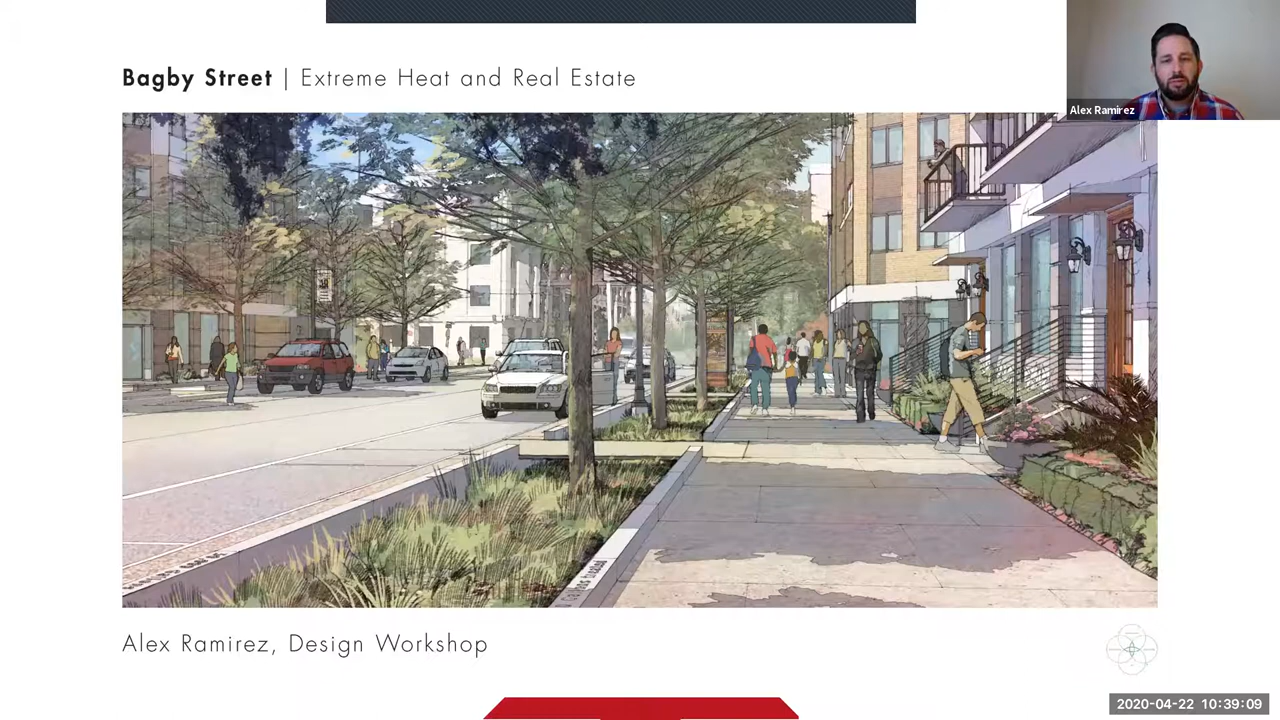 Bagby Street | Extreme Heat and Real Estate
Alex Ramirez
Alex Ramirez, Design Workshop
2020-04-22 10:39:09